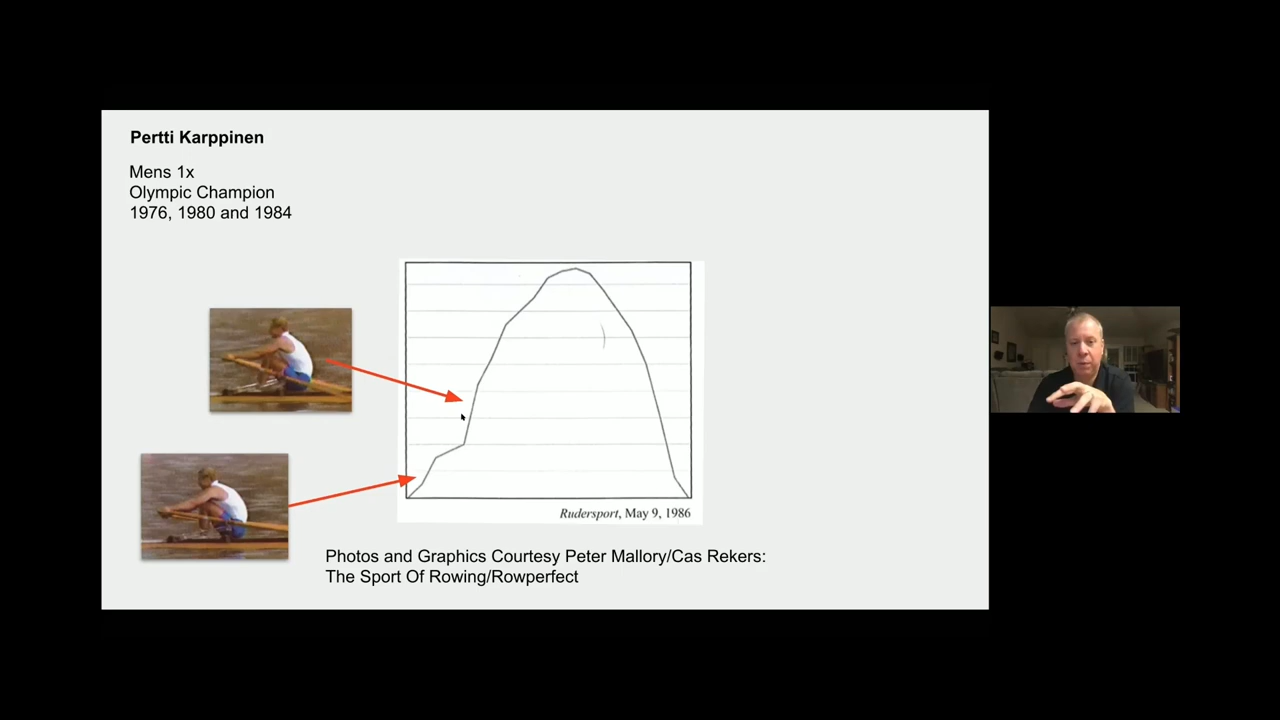 Pertti Karppinen
Mens 1x
Olympic Champion
1976, 1980 and 1984
Rudersport, May 9, 1986
Photos and Graphics Courtesy Peter Mallory/Cas Rekers:
The Sport Of Rowing/Rowperfect